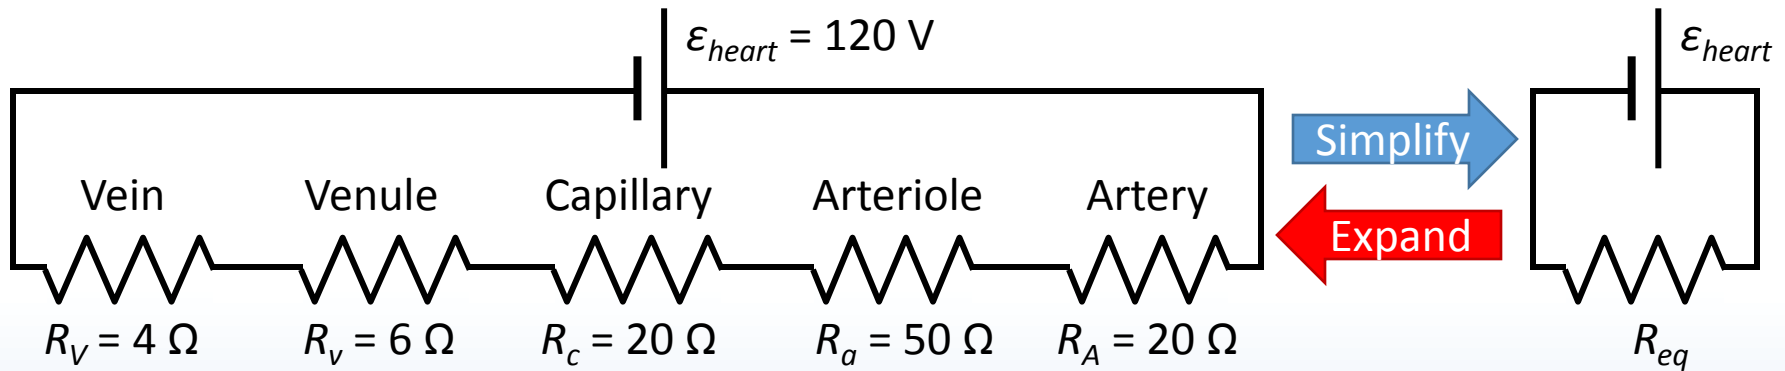 ε_heart = 120 V
ε_heart
Simplify
Vein Venule Capillary Arteriole Artery
Expand
R_V = 4 Ω R_v = 6 Ω R_c = 20 Ω R_a = 50 Ω R_A = 20 Ω R_eq